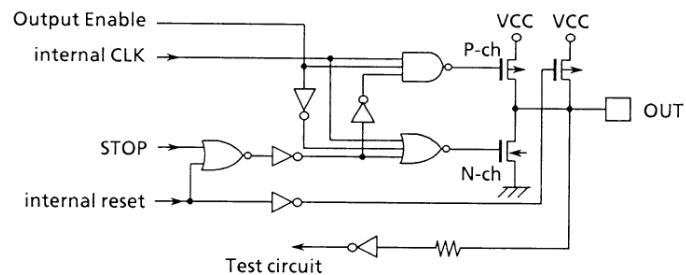 Output Enable
VCC VCC
internal CLK
P-ch
OUT
STOP
N-ch
internal reset
Test circuit